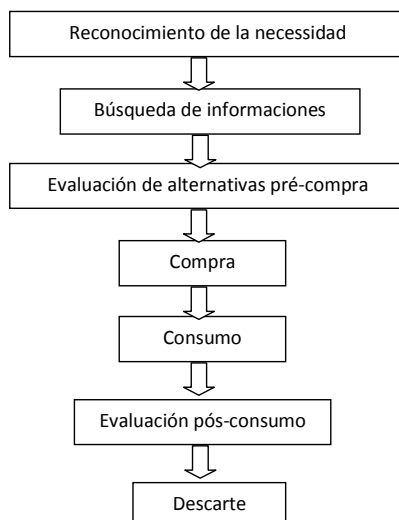 Reconocimiento de la necessidad
Búsqueda de informaciones
Evaluación de alternativas pré-compra
Compra
Consumo
Evaluación pós-consumo
Descarte